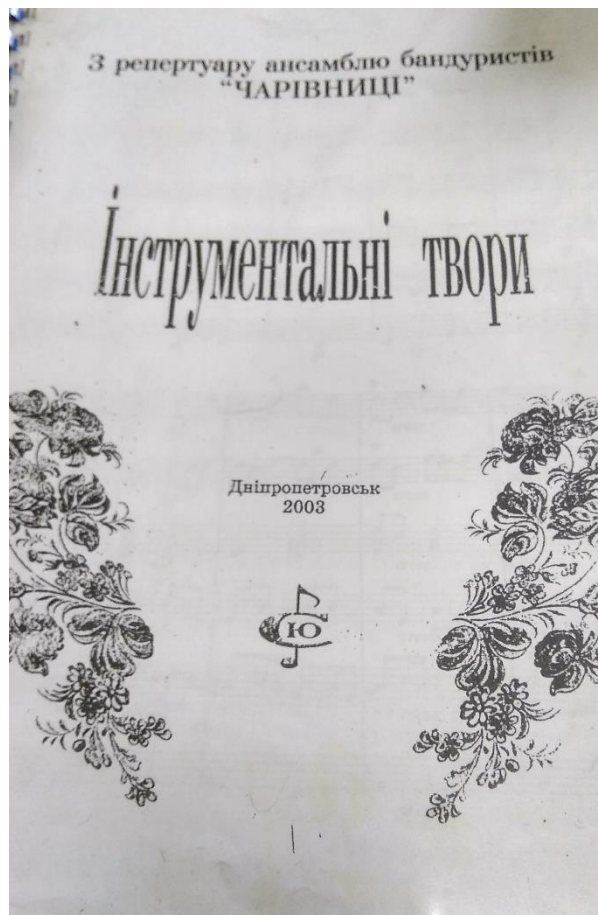 З репертуару ансамблю бандуристів
“ЧАРІВНИЦІ”
Інструментальні твори
Дніпропетровськ
2003
Ю